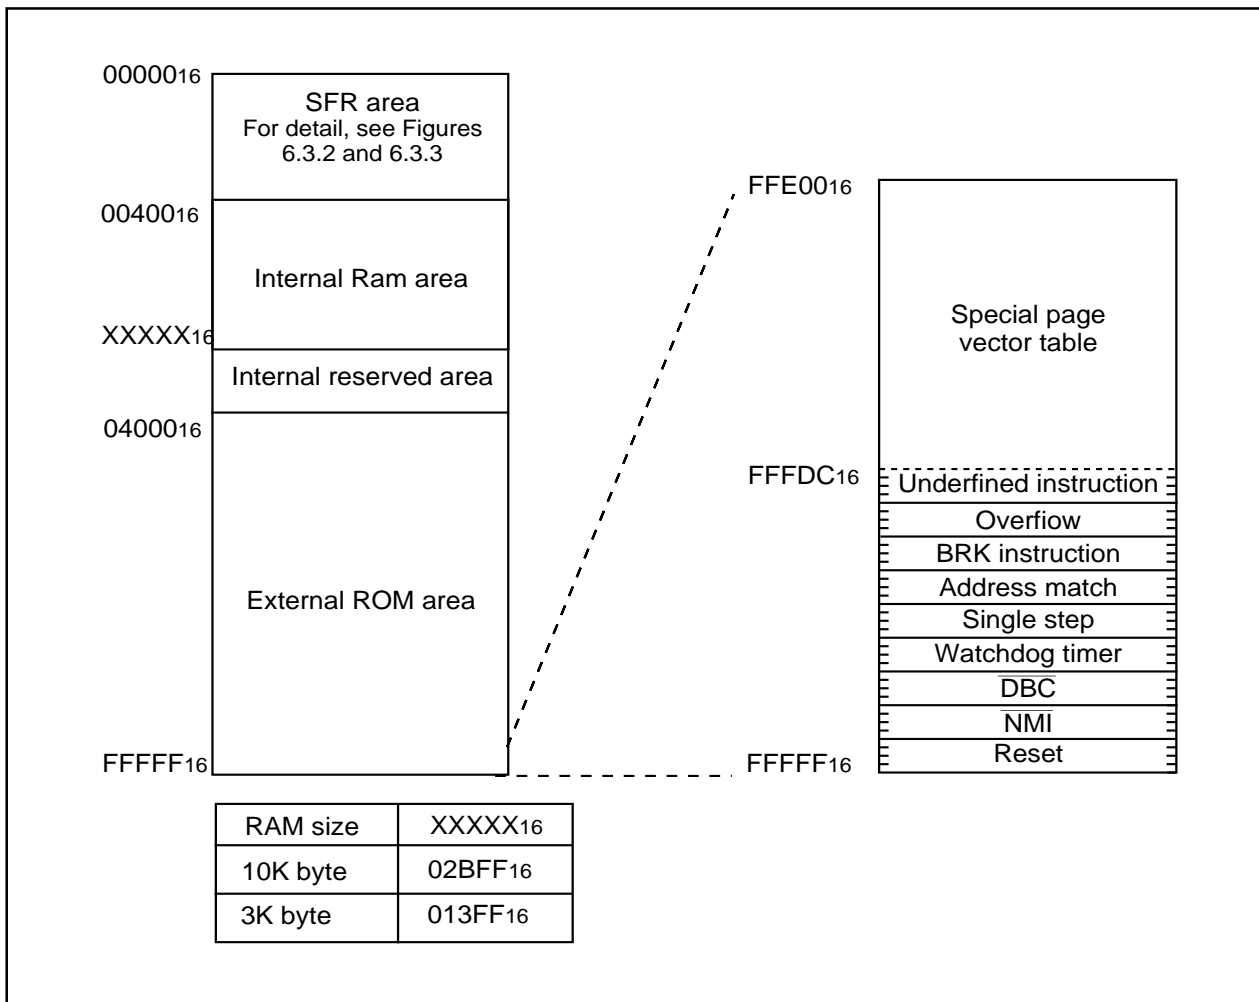 0000016
SFR area
For detail, see Figures
6.3.2 and 6.3.3
0040016
Internal Ram area
XXXXX16
Internal reserved area
0400016
External ROM area
FFFFF16
FFE0016
Special page
vector table
FFFDC16
Underfined instruction
Overfiow
BRK instruction
Address match
Single step
Watchdog timer
DBC
NMI
Reset
FFFFF16
RAM size XXXXX16
10K byte 02BFF16
3K byte 013FF16